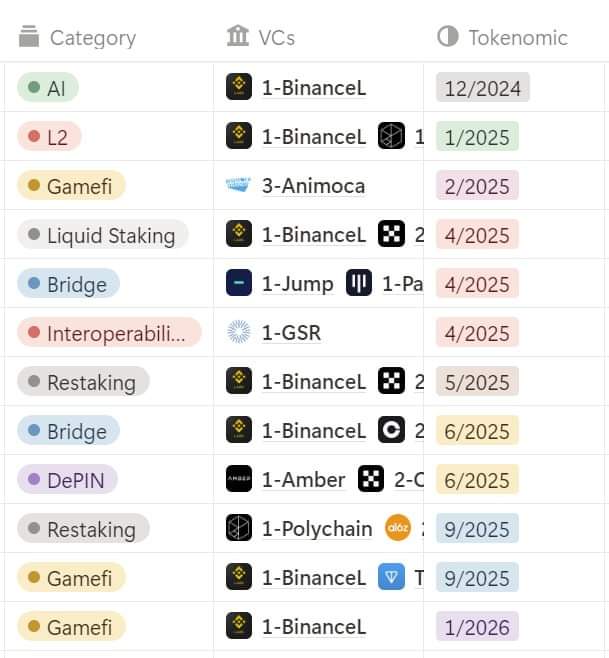 Category VCs Tokenomic
AI 1-BinanceL 12/2024
L2 1-BinanceL 1 1/2025
Gamefi 3-Animoca 2/2025
Liquid Staking 1-BinanceL 2 4/2025
Bridge 1-Jump 1-Pa 4/2025
Interoperabili... 1-GSR 4/2025
Restaking 1-BinanceL 2 5/2025
Bridge 1-BinanceL 2 6/2025
DePIN AMBER 1-Amber 2-C 6/2025
Restaking 1-Polychain a16z 9/2025
Gamefi 1-BinanceL T 9/2025
Gamefi 1-BinanceL 1/2026